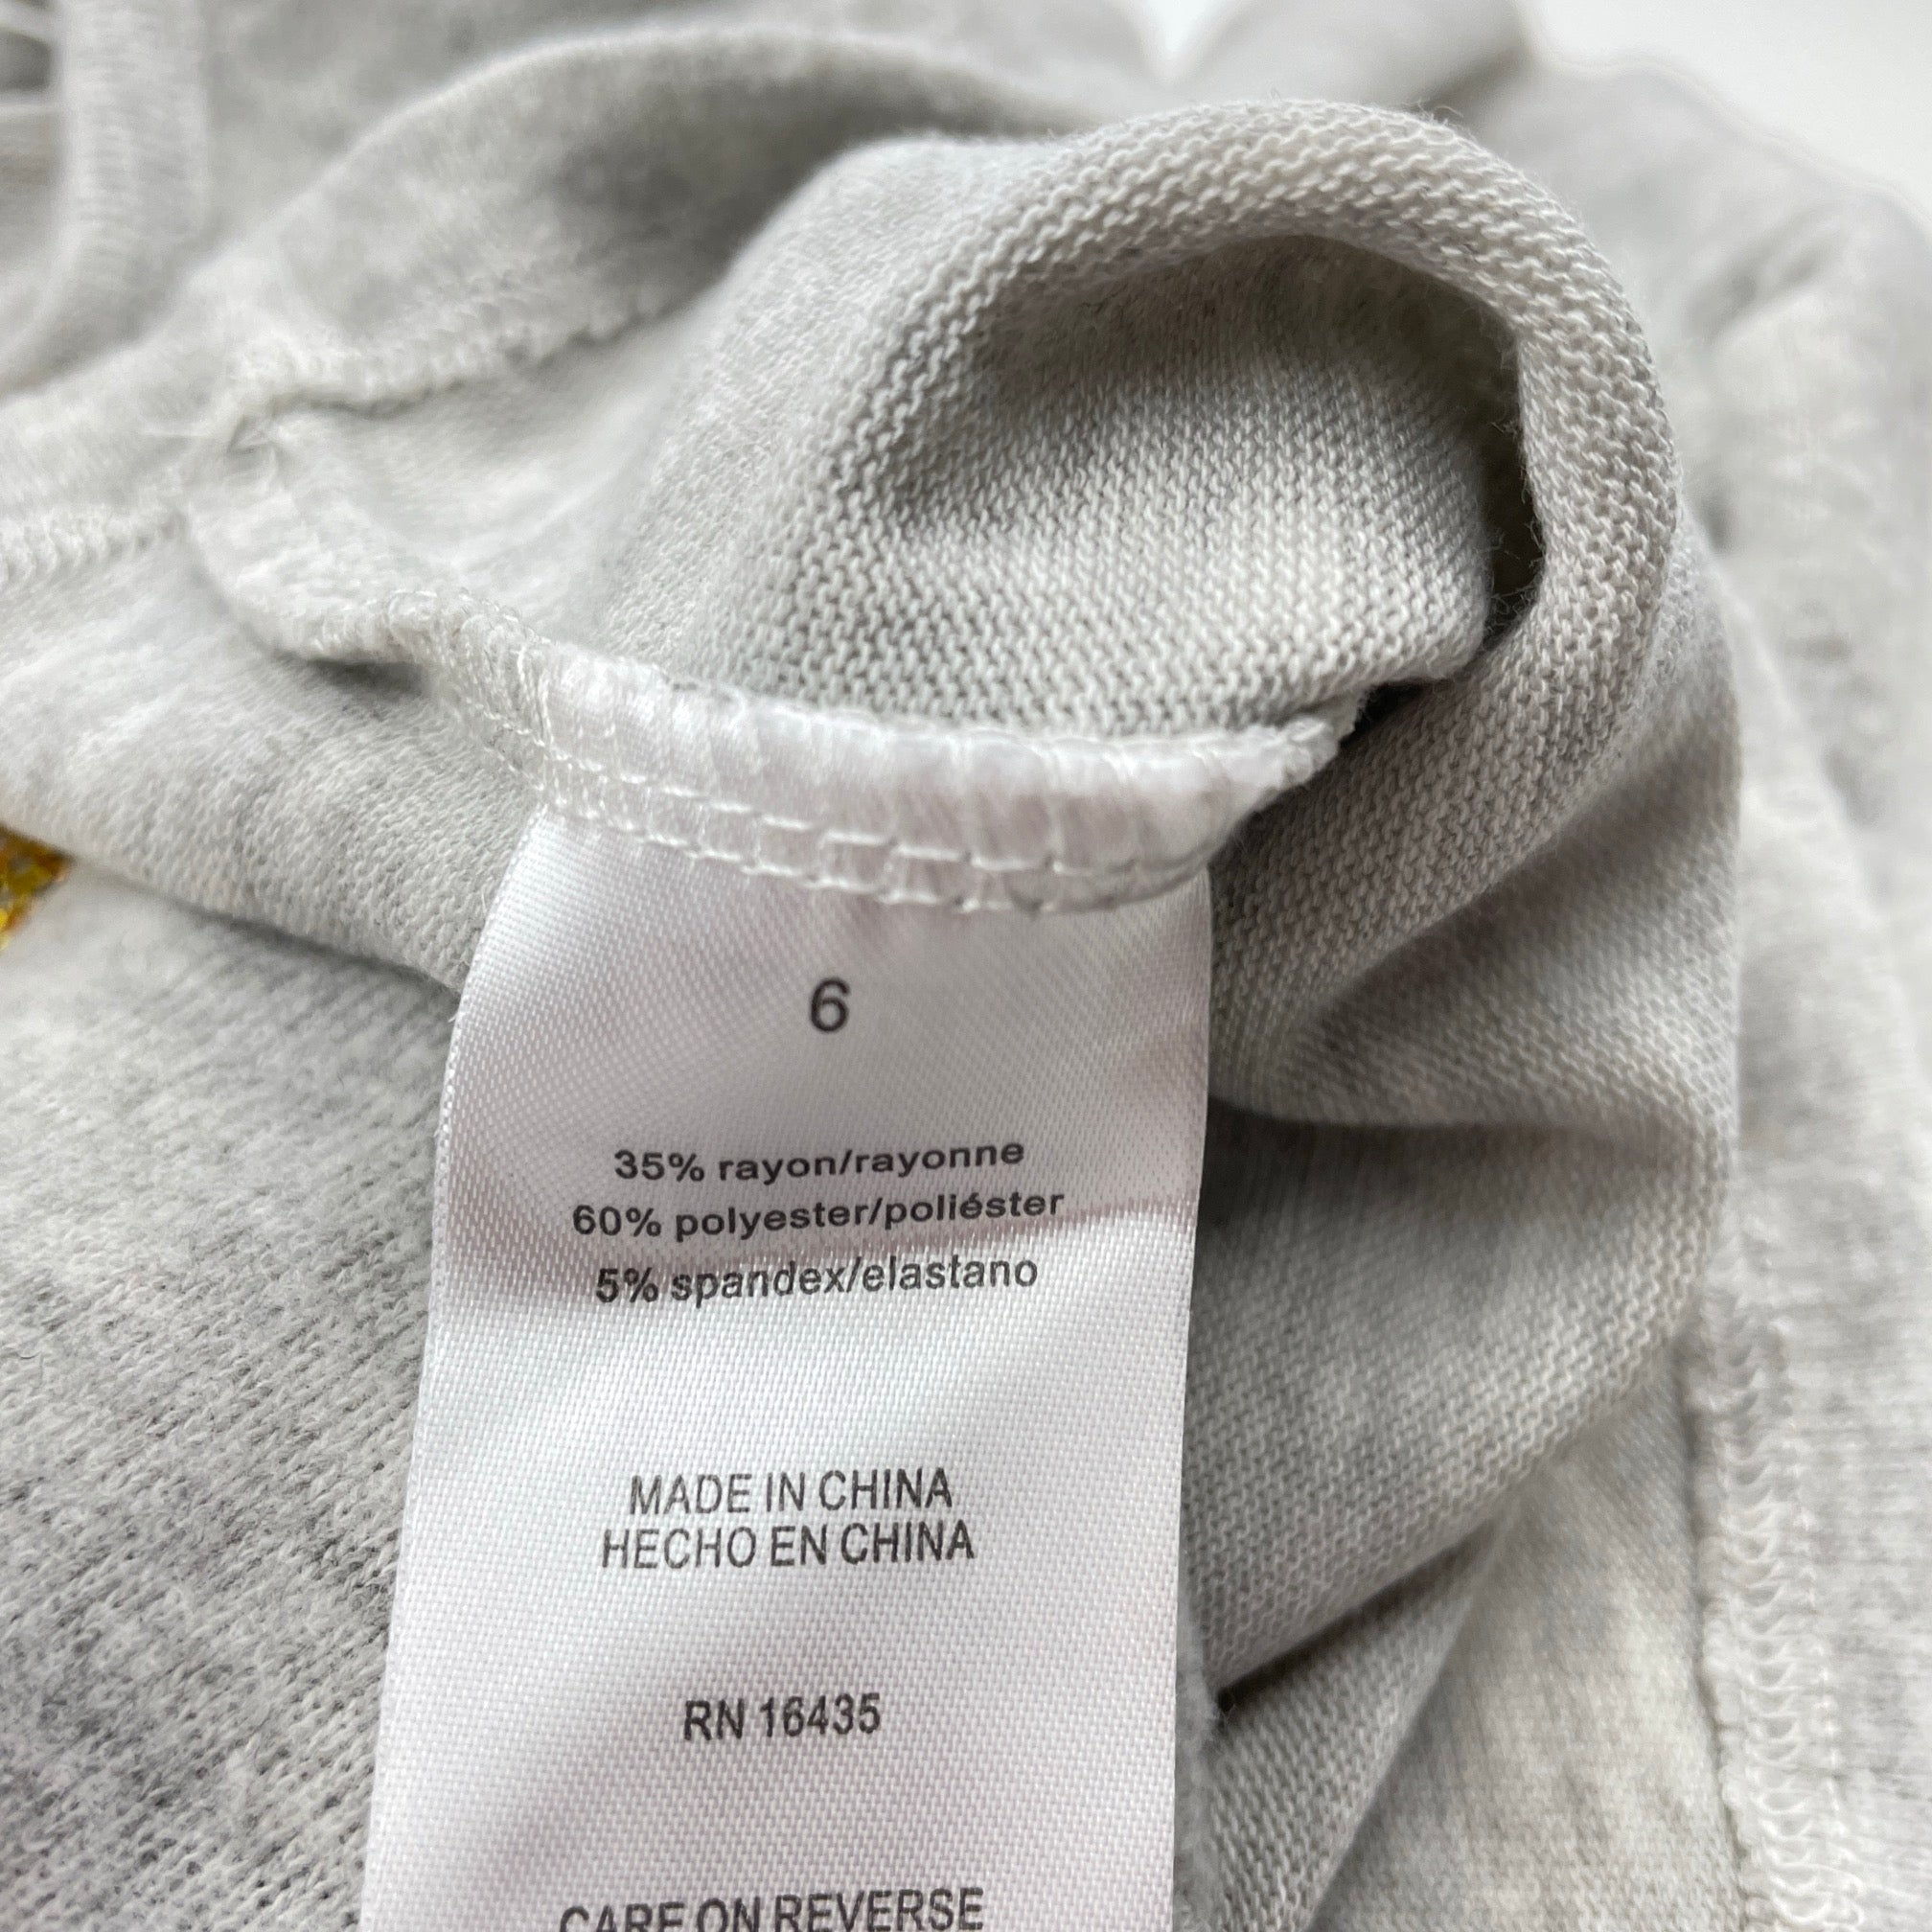 6
35% rayon/rayonne
60% polyester/poliéster
5% spandex/elastano
MADE IN CHINA
HECHO EN CHINA
RN 16435
CARE ON REVERSE